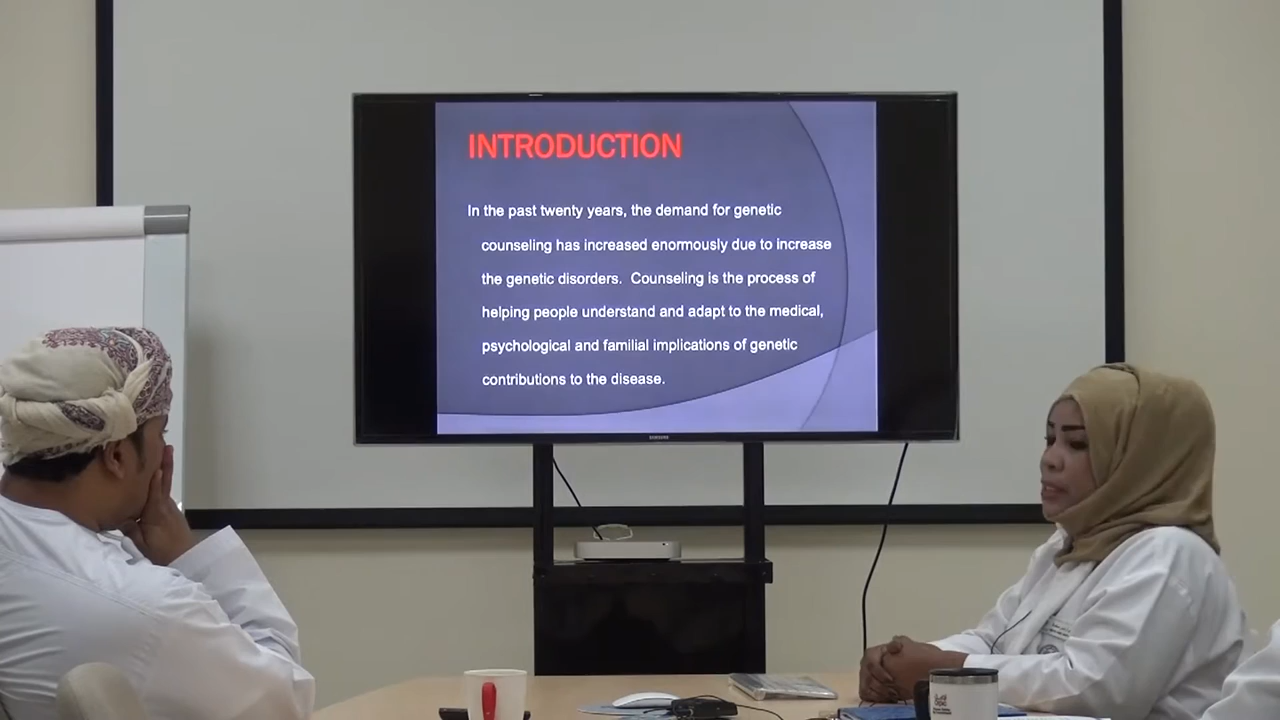 INTRODUCTION
In the past twenty years, the demand for genetic
counseling has increased enormously due to increase
the genetic disorders.  Counseling is the process of
helping people understand and adapt to the medical,
psychological and familial implications of genetic
contributions to the disease.
SAMSUNG